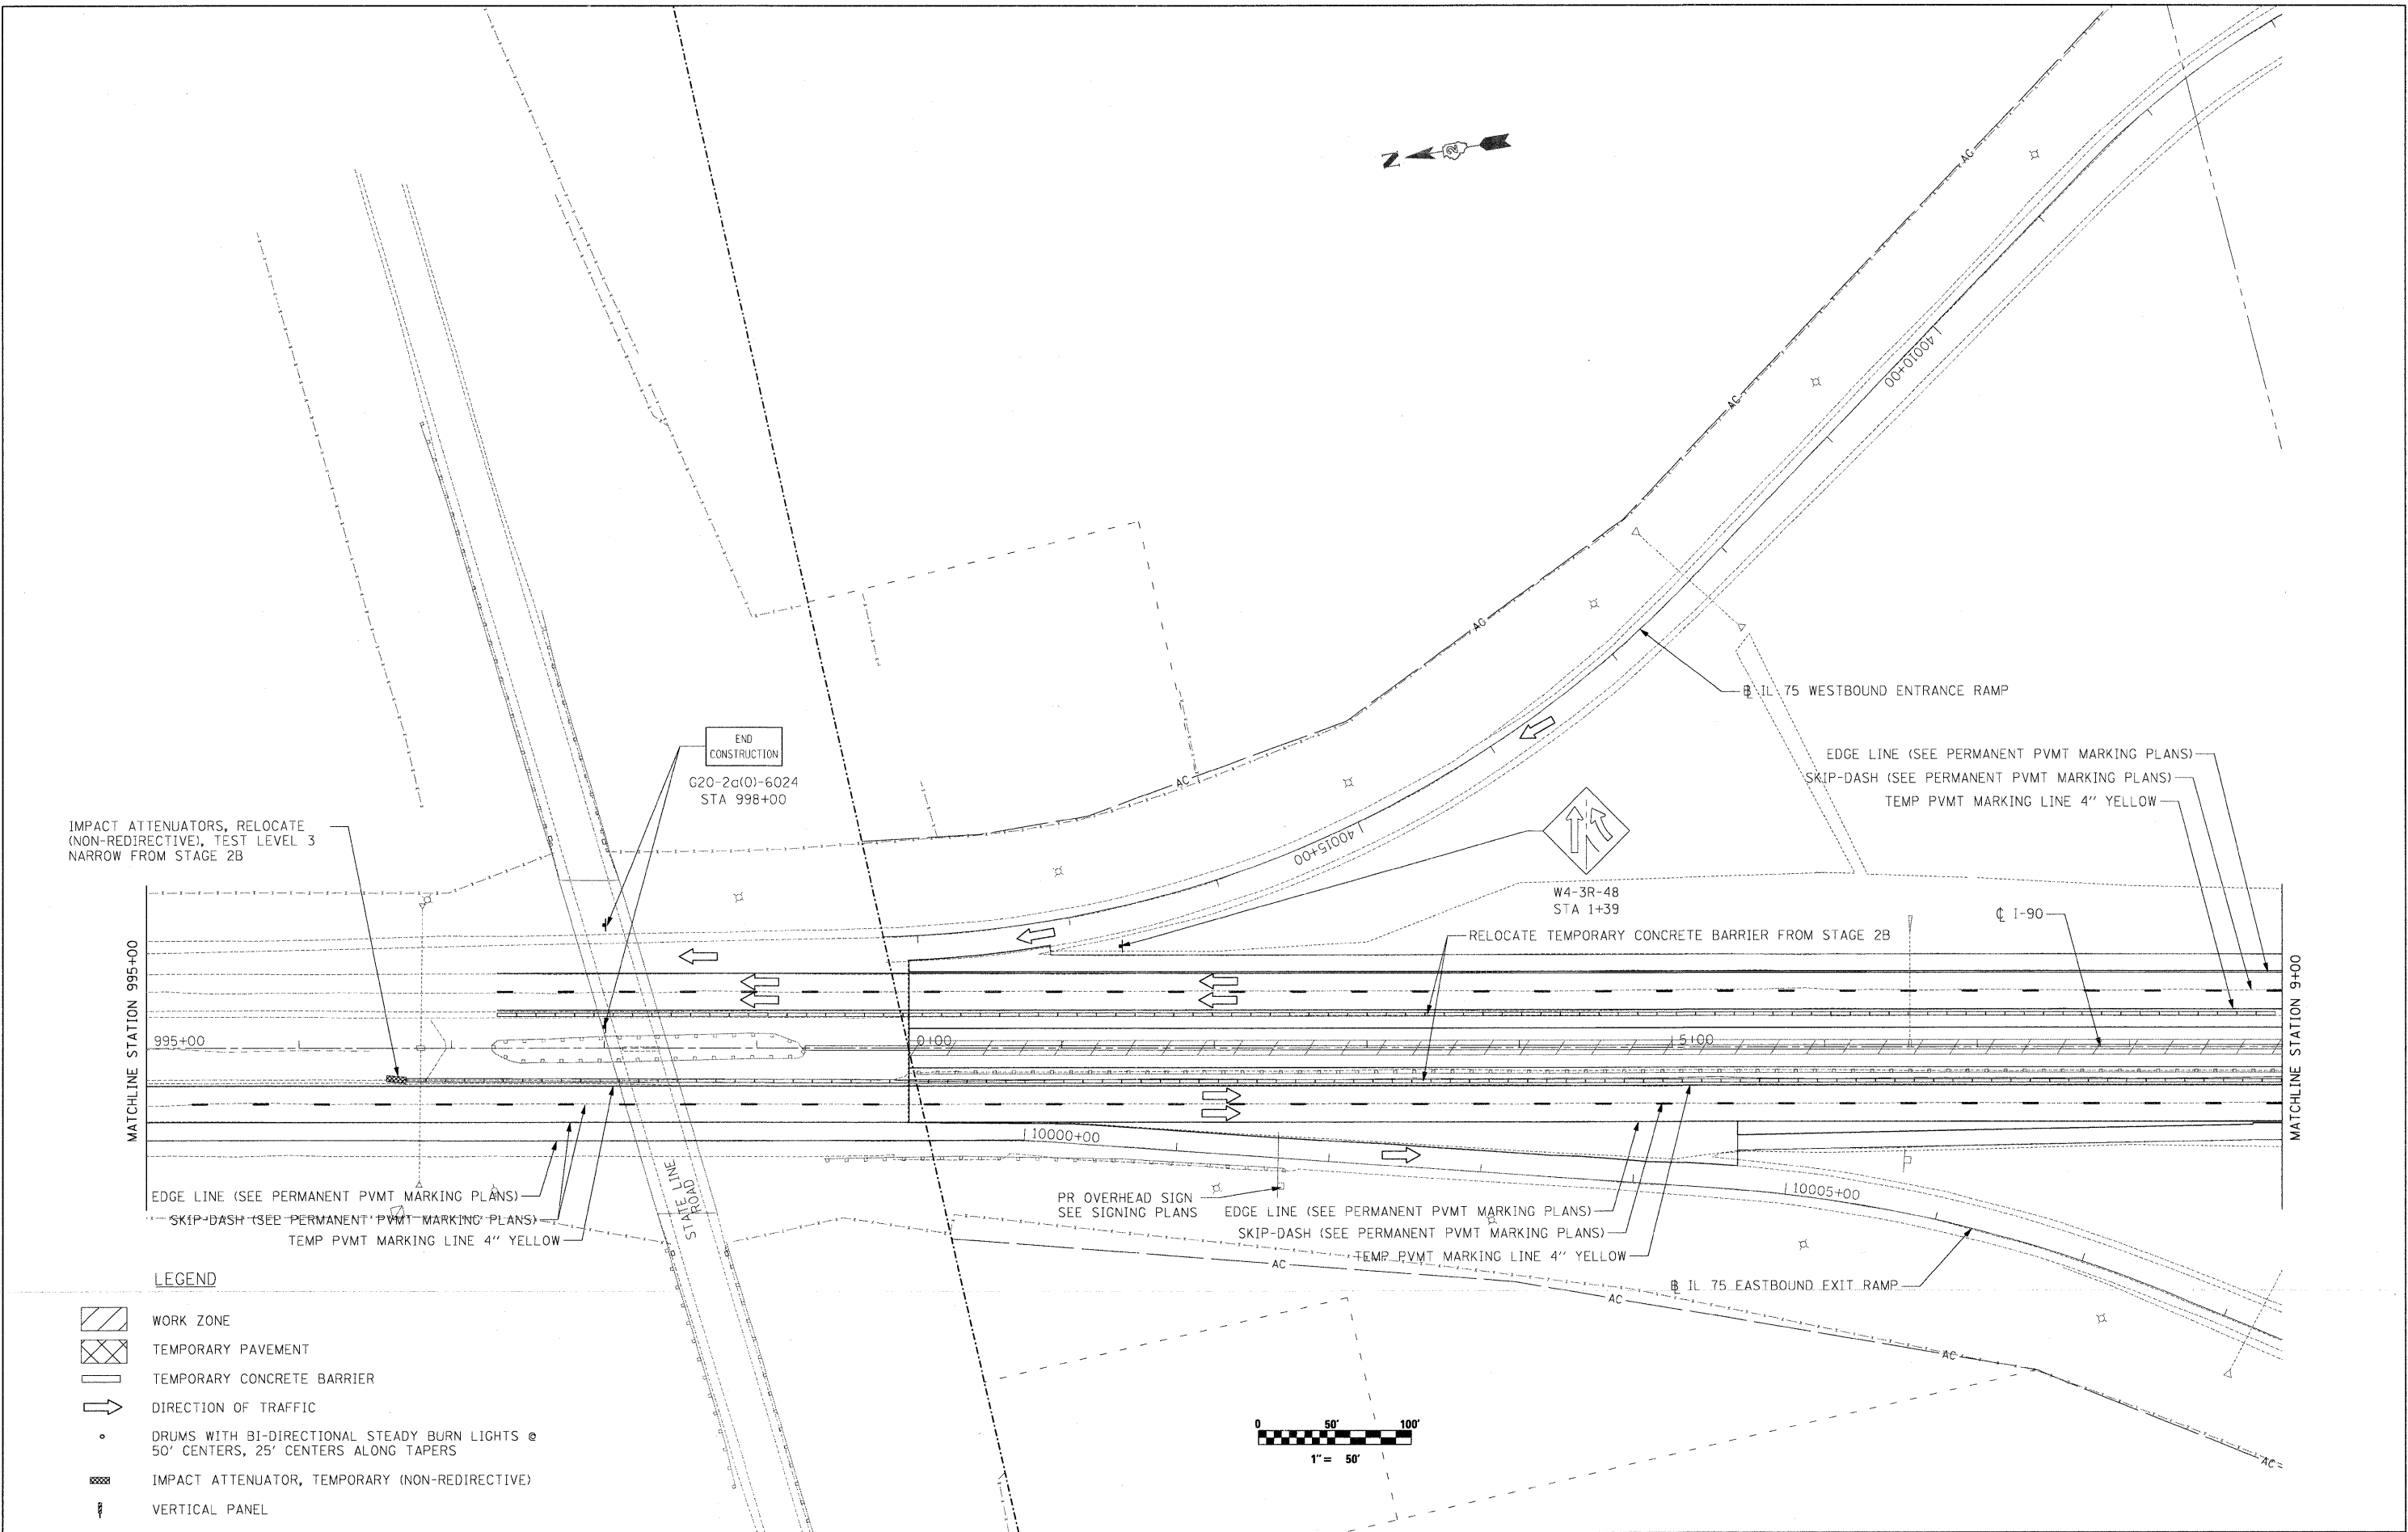 N
2
AC
AC
AC
AC
AC
40010+00
40015+00
℄ IL 75 WESTBOUND ENTRANCE RAMP
END
CONSTRUCTION
G20-2a(O)-6024
STA 998+00
EDGE LINE (SEE PERMANENT PVMT MARKING PLANS)
SKIP-DASH (SEE PERMANENT PVMT MARKING PLANS)
TEMP PVMT MARKING LINE 4" YELLOW
IMPACT ATTENUATORS, RELOCATE
(NON-REDIRECTIVE), TEST LEVEL 3
NARROW FROM STAGE 2B
W4-3R-48
STA 1+39
℄ I-90
RELOCATE TEMPORARY CONCRETE BARRIER FROM STAGE 2B
MATCHLINE STATION 995+00
MATCHLINE STATION 9+00
995+00
0+00
5+00
10000+00
10005+00
STATE LINE
ROAD
EDGE LINE (SEE PERMANENT PVMT MARKING PLANS)
SKIP-DASH (SEE PERMANENT PVMT MARKING PLANS)
TEMP PVMT MARKING LINE 4" YELLOW
PR OVERHEAD SIGN
SEE SIGNING PLANS
EDGE LINE (SEE PERMANENT PVMT MARKING PLANS)
SKIP-DASH (SEE PERMANENT PVMT MARKING PLANS)
TEMP PVMT MARKING LINE 4" YELLOW
℄ IL 75 EASTBOUND EXIT RAMP
AC
AC
AC
AC
LEGEND
WORK ZONE
TEMPORARY PAVEMENT
TEMPORARY CONCRETE BARRIER
DIRECTION OF TRAFFIC
DRUMS WITH BI-DIRECTIONAL STEADY BURN LIGHTS @
50' CENTERS, 25' CENTERS ALONG TAPERS
IMPACT ATTENUATOR, TEMPORARY (NON-REDIRECTIVE)
VERTICAL PANEL
0 50' 100'
1" = 50'